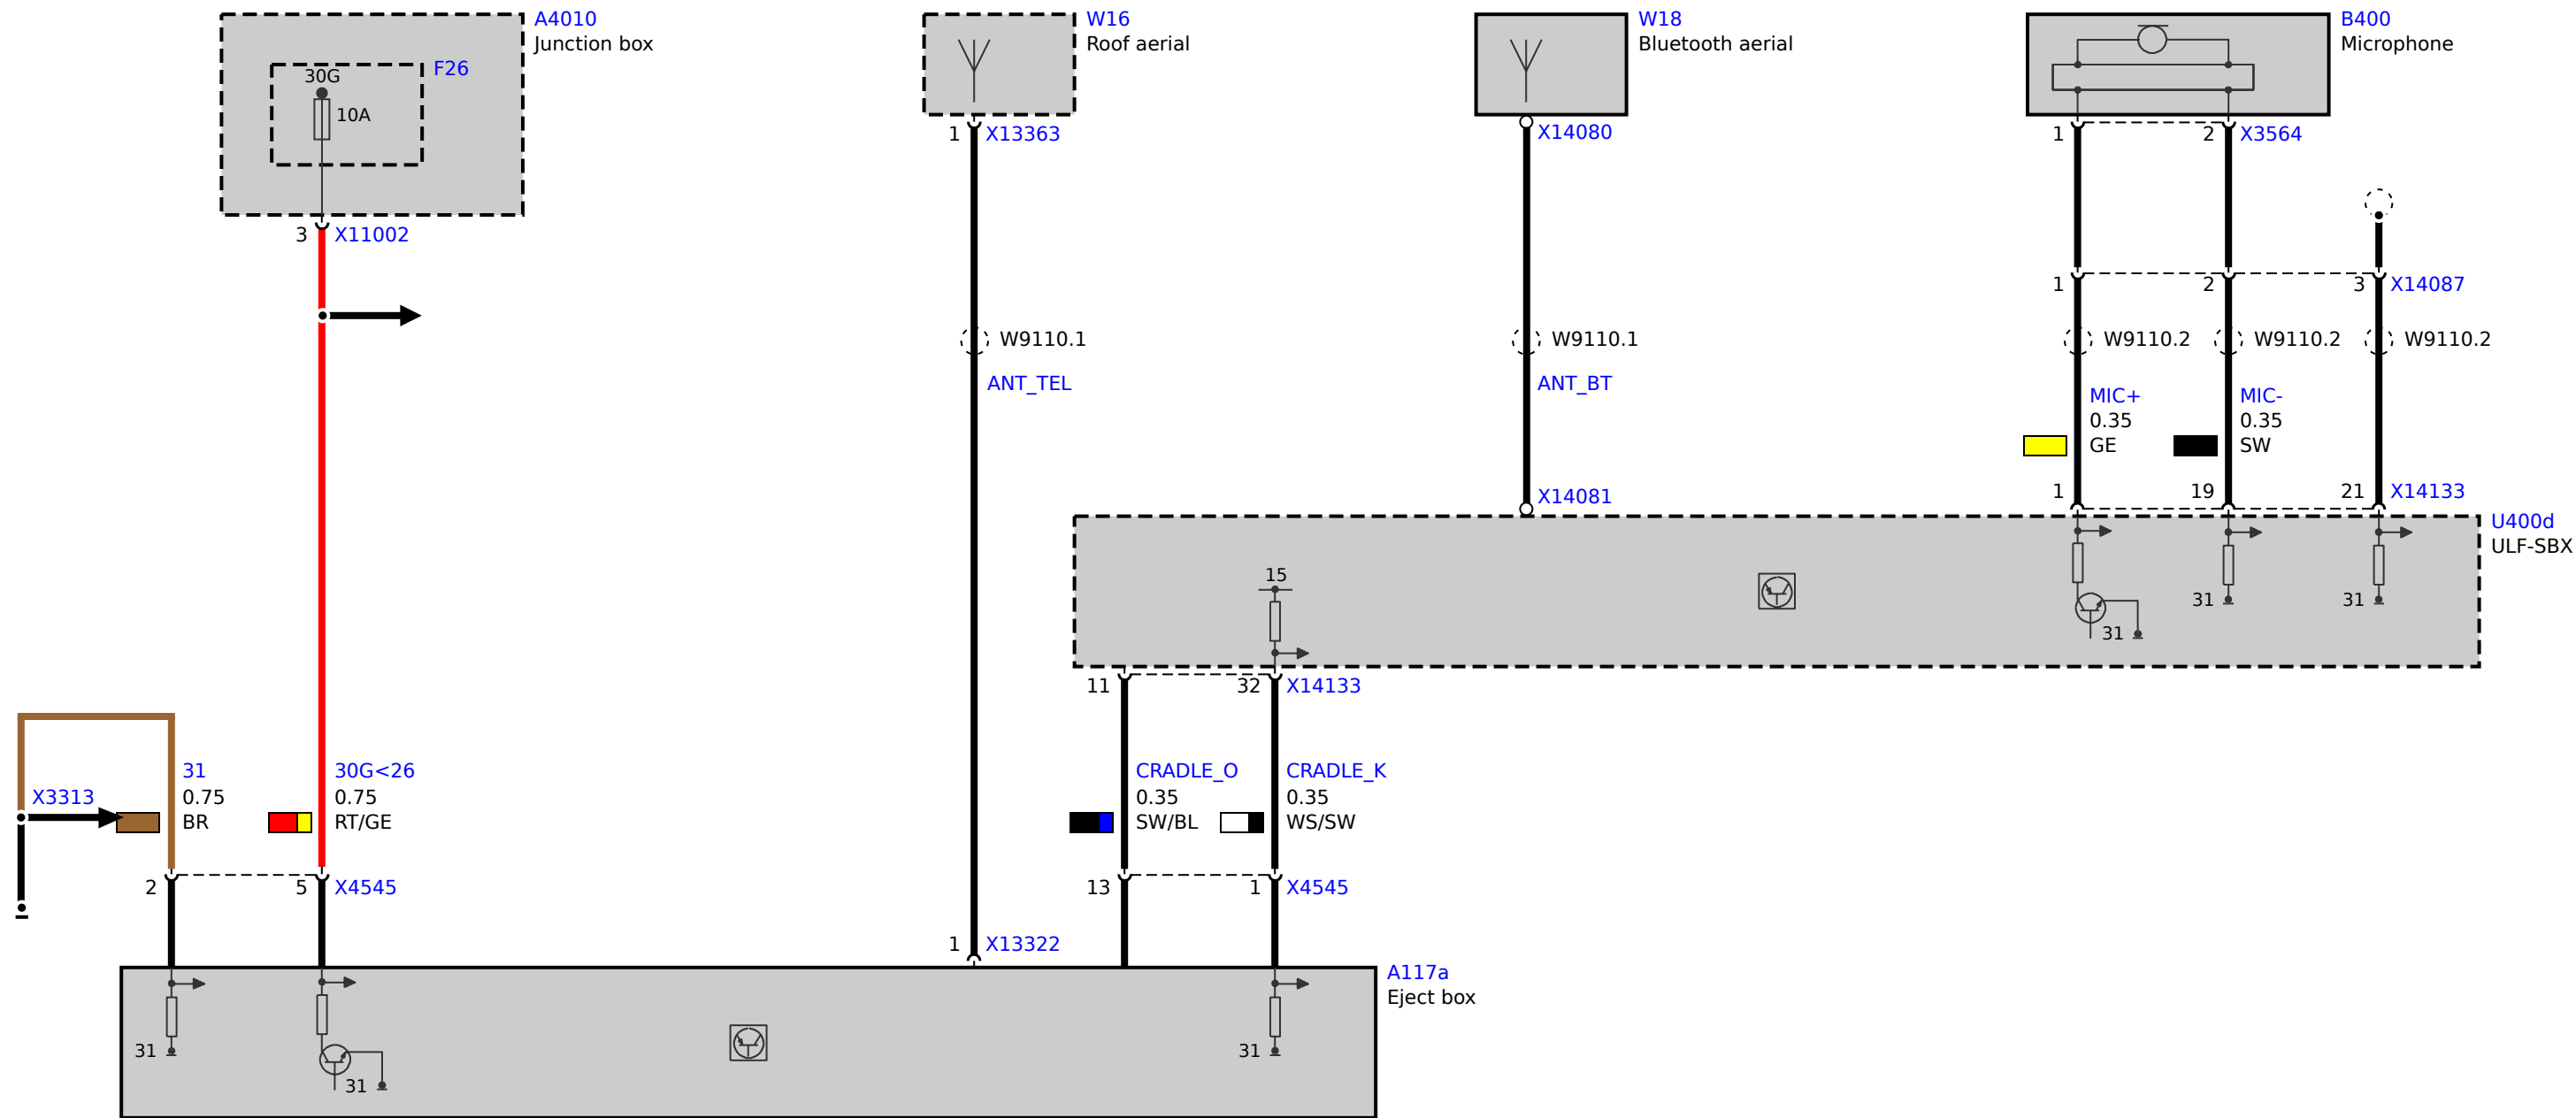 A4010
Junction box
F26
30G
10A
3 X11002
W16
Roof aerial
1 X13363
W18
Bluetooth aerial
X14080
B400
Microphone
1 2 X3564
1 2 3 X14087
W9110.1
W9110.1
W9110.2
W9110.2
W9110.2
ANT_TEL
ANT_BT
MIC+
0.35
GE
MIC-
0.35
SW
X14081
1 19 21 X14133
U400d
ULF-SBX
15
31
31
31
11 32 X14133
X3313
31
0.75
BR
30G<26
0.75
RT/GE
CRADLE_O
0.35
SW/BL
CRADLE_K
0.35
WS/SW
2 5 X4545
13 1 X4545
1 X13322
A117a
Eject box
31
31
31